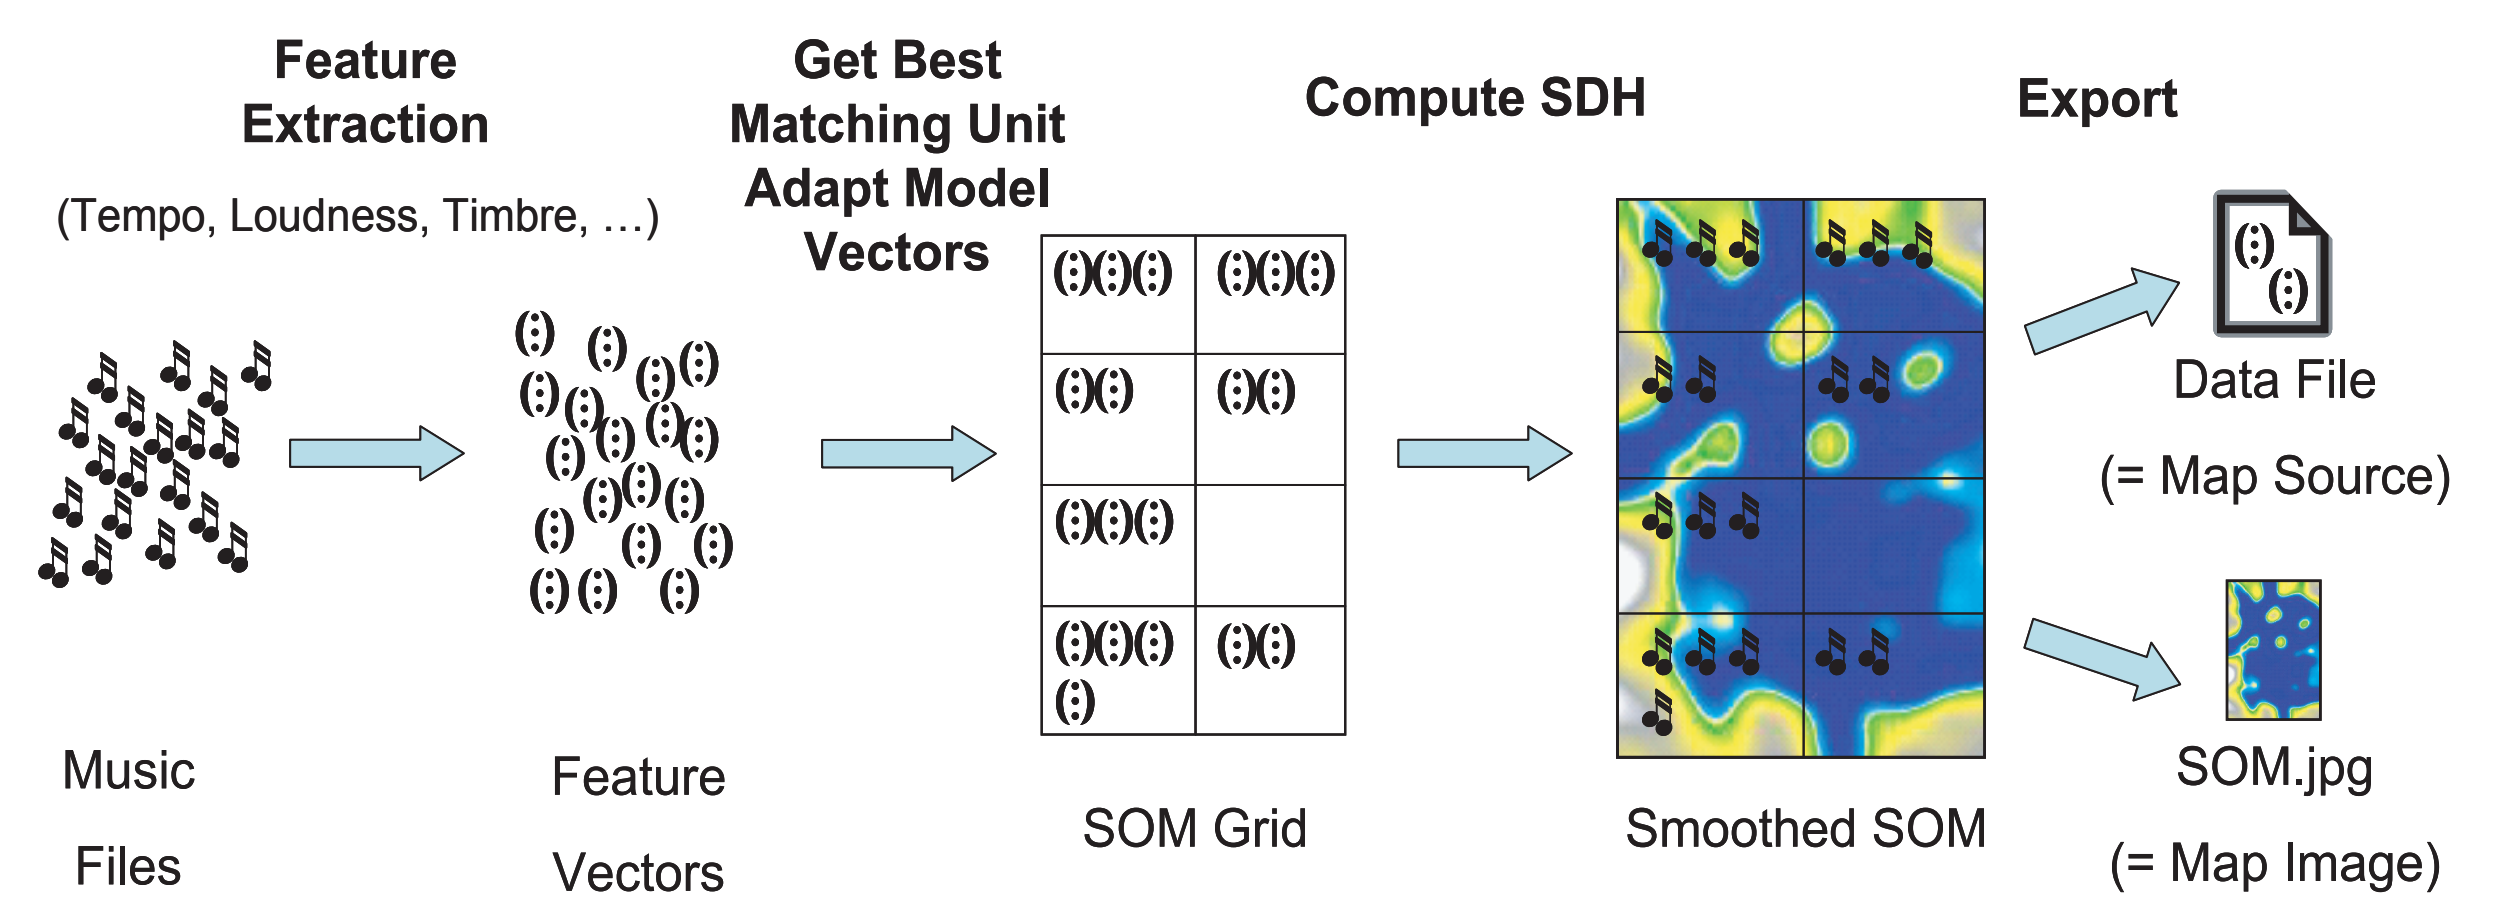 Feature
Extraction
(Tempo, Loudness, Timbre, …)
Get Best
Matching Unit
Adapt Model
Vectors
Compute SDH
Export
Data File
(= Map Source)
Music
Files
Feature
Vectors
SOM Grid
Smoothed SOM
SOM.jpg
(= Map Image)